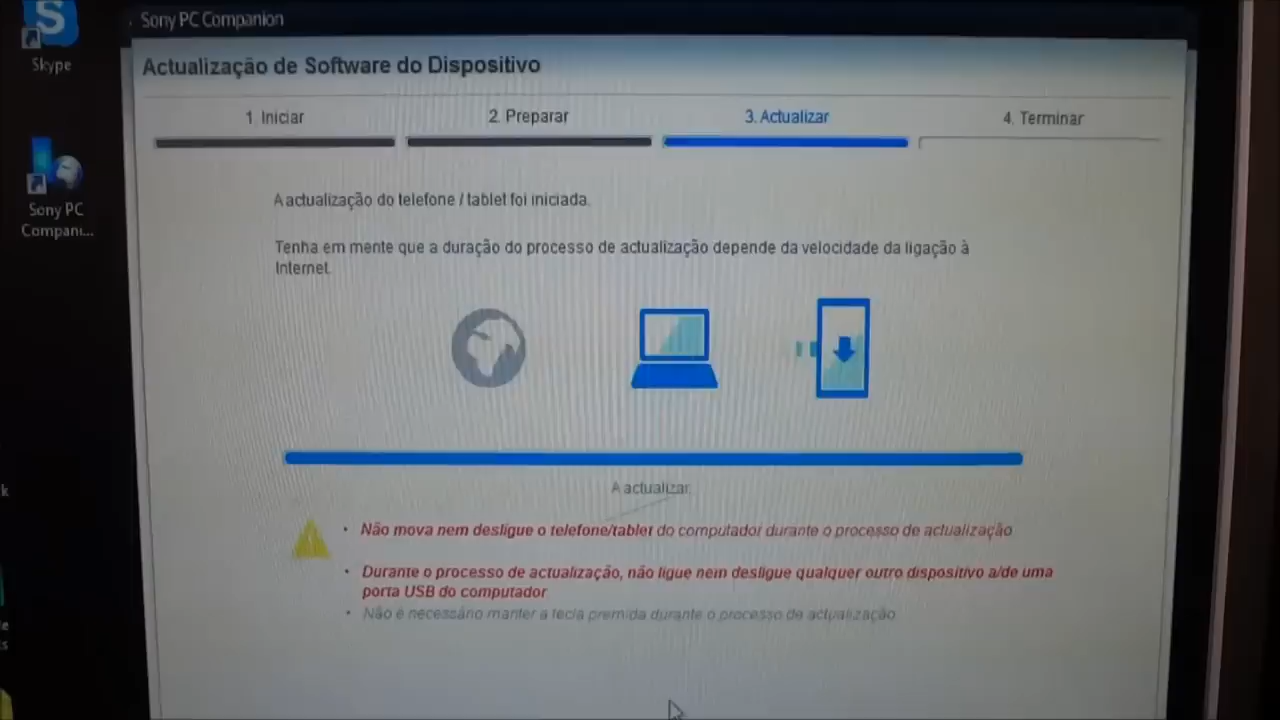 Sony PC Companion
Skype
Actualização de Software do Dispositivo
1. Iniciar
2. Preparar
3. Actualizar
4. Terminar
Sony PC
Compani...
A actualização do telefone / tablet foi iniciada.
Tenha em mente que a duração do processo de actualização depende da velocidade da ligação à
Internet.
A actualizar
• Não mova nem desligue o telefone/tablet do computador durante o processo de actualização
• Durante o processo de actualização, não ligue nem desligue qualquer outro dispositivo a/de uma
porta USB do computador
• Não é necessário manter a tecla premida durante o processo de actualização